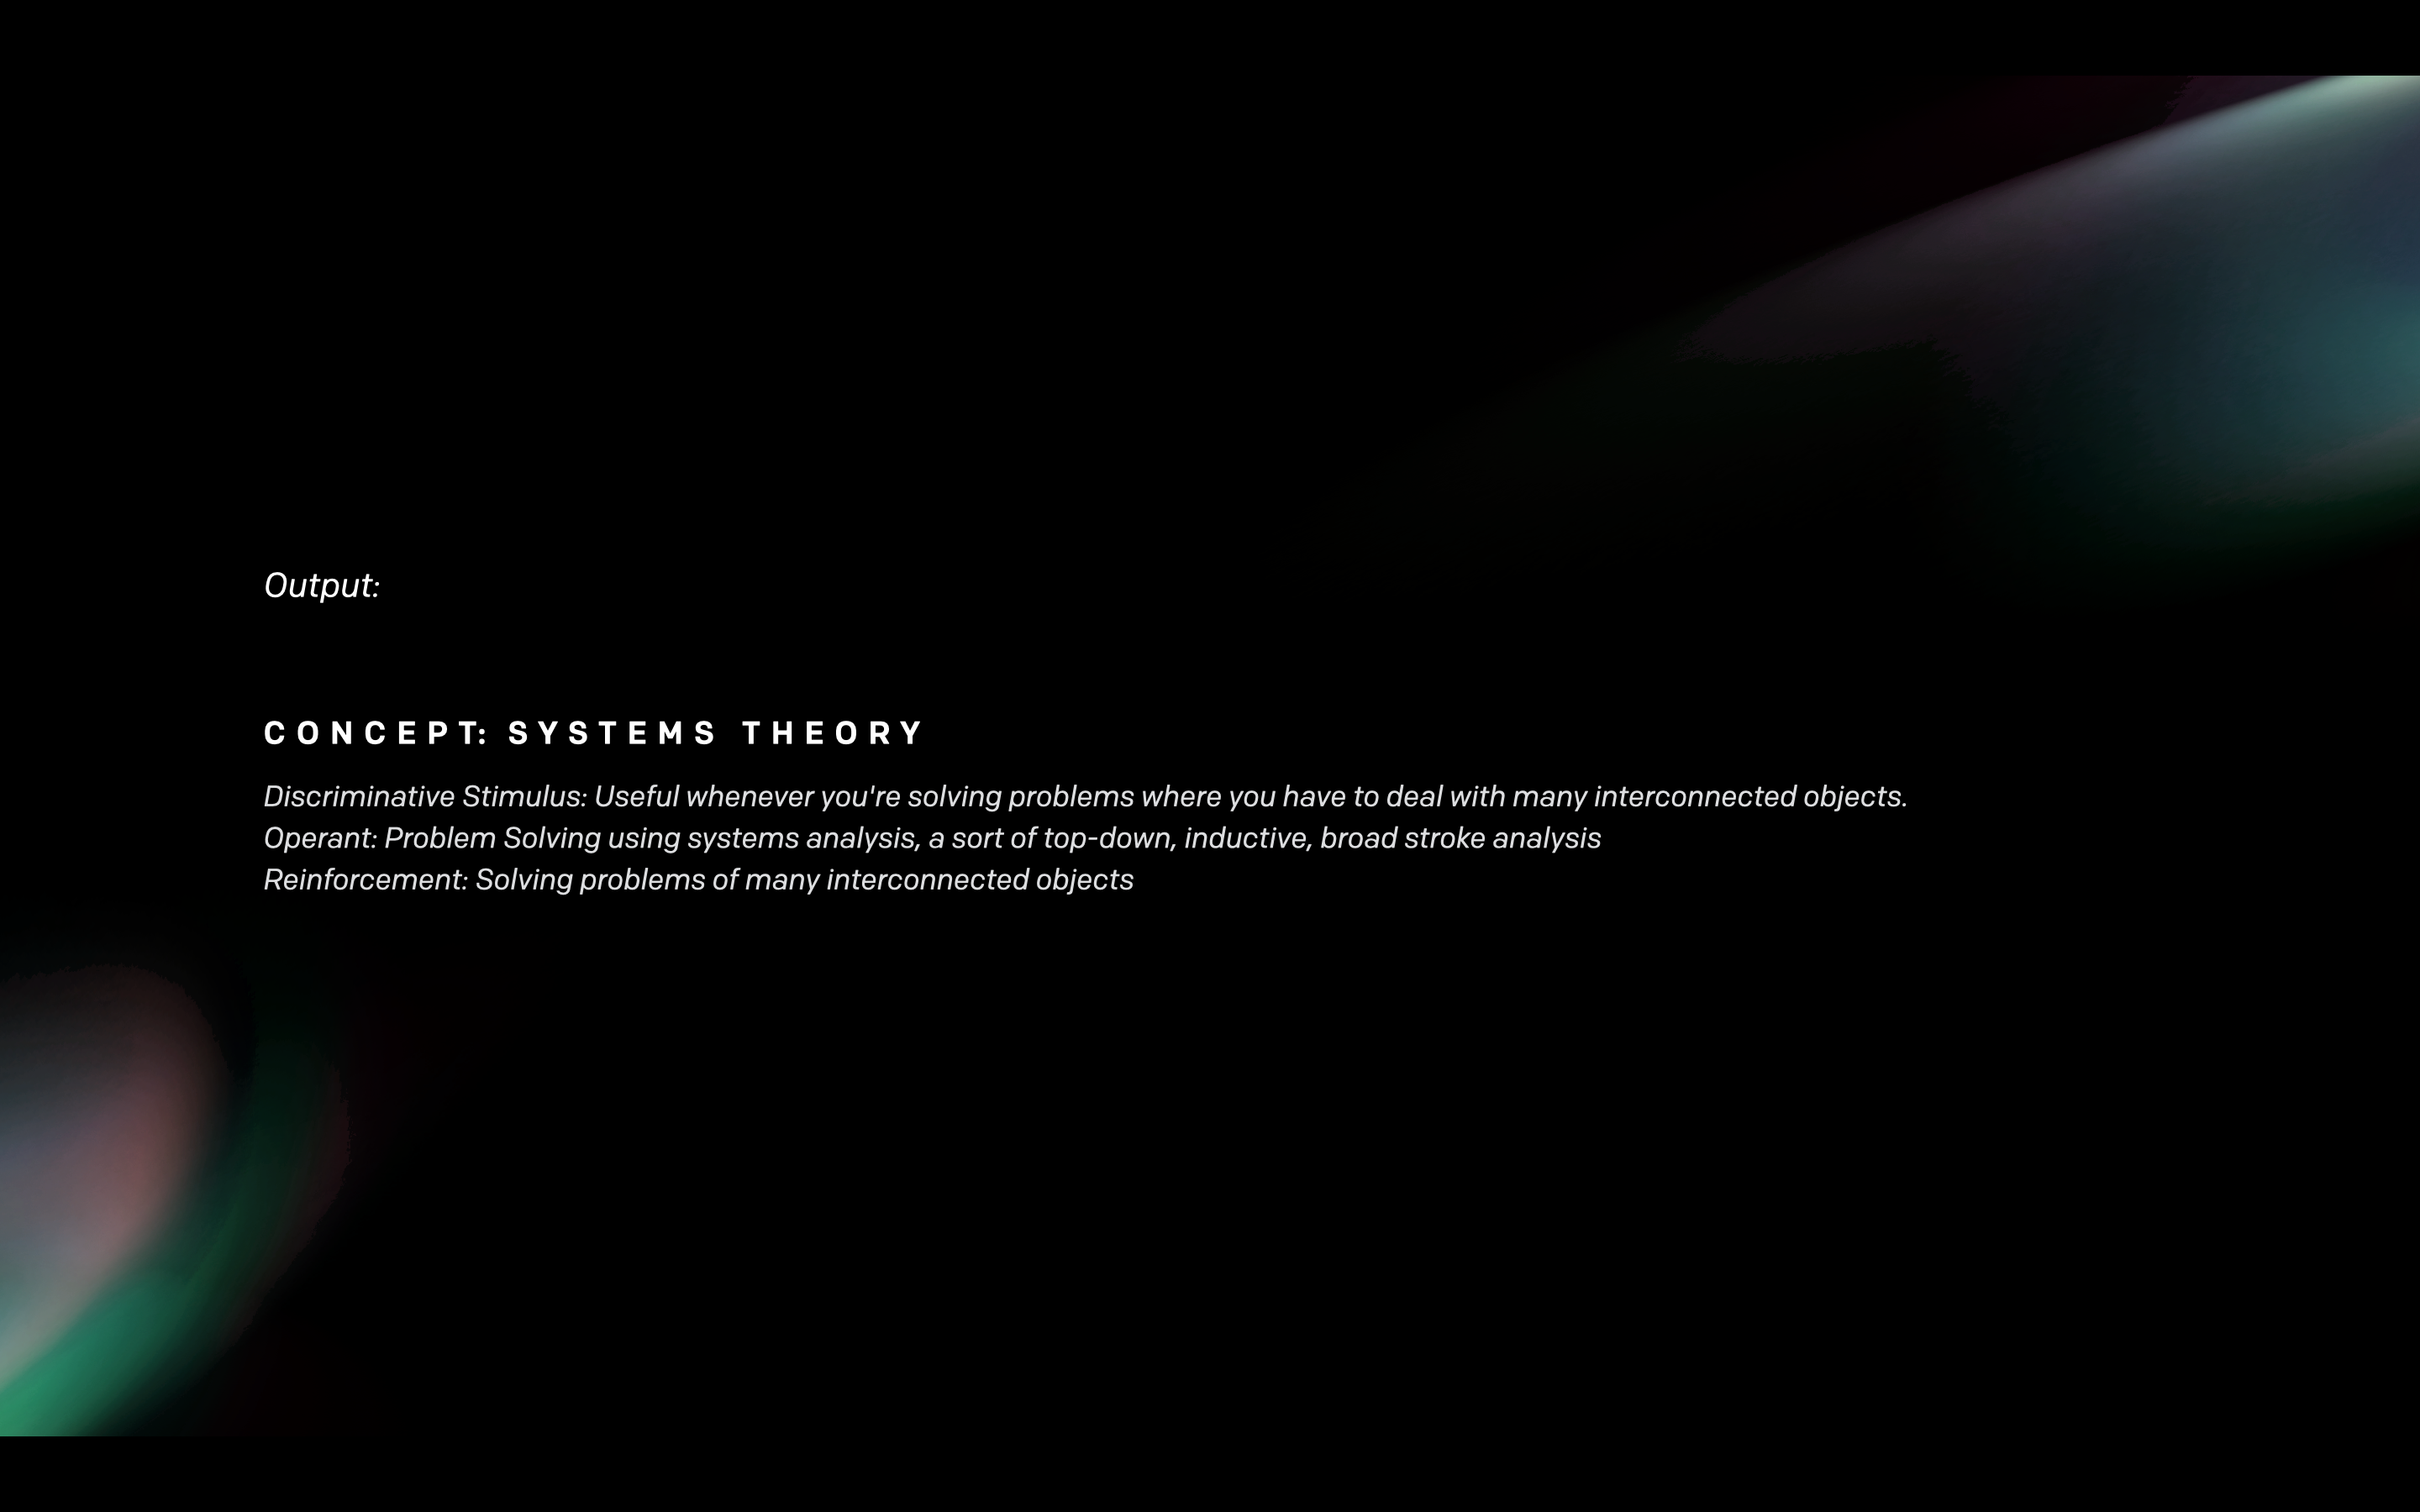 Output:
CONCEPT: SYSTEMS THEORY
Discriminative Stimulus: Useful whenever you're solving problems where you have to deal with many interconnected objects.
Operant: Problem Solving using systems analysis, a sort of top-down, inductive, broad stroke analysis
Reinforcement: Solving problems of many interconnected objects